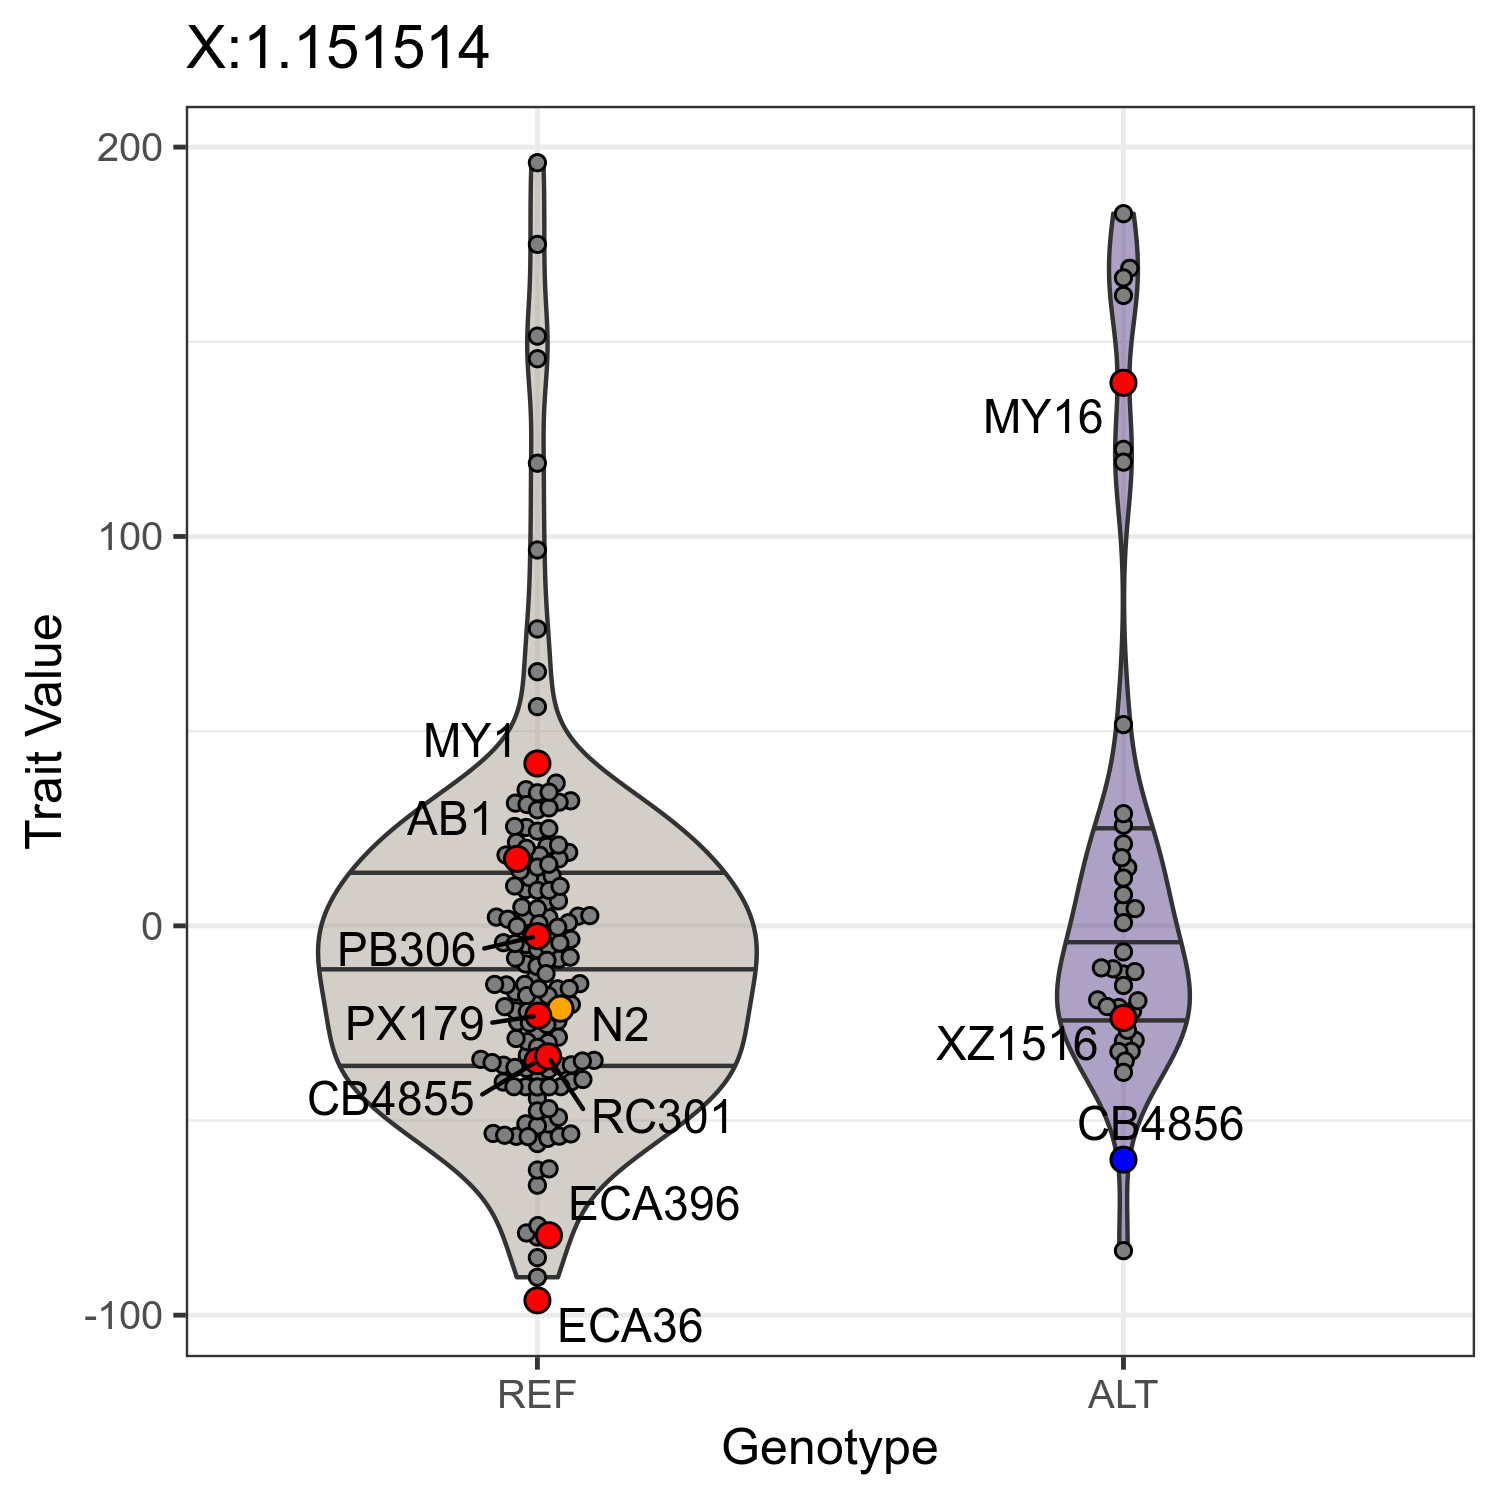 X:1.151514
200
100
0
-100
Trait Value
MY16
MY1
AB1
PB306
PX179
N2
XZ1516
CB4855
RC301
CB4856
ECA396
ECA36
REF
ALT
Genotype